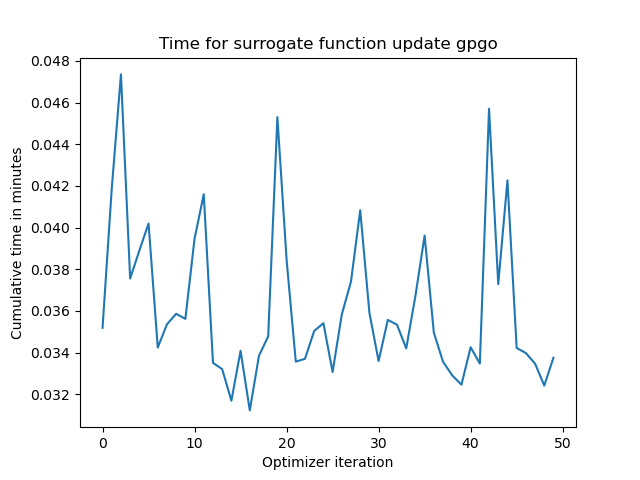 Time for surrogate function update gpgo
Cumulative time in minutes
0.048
0.046
0.044
0.042
0.040
0.038
0.036
0.034
0.032
0 10 20 30 40 50
Optimizer iteration